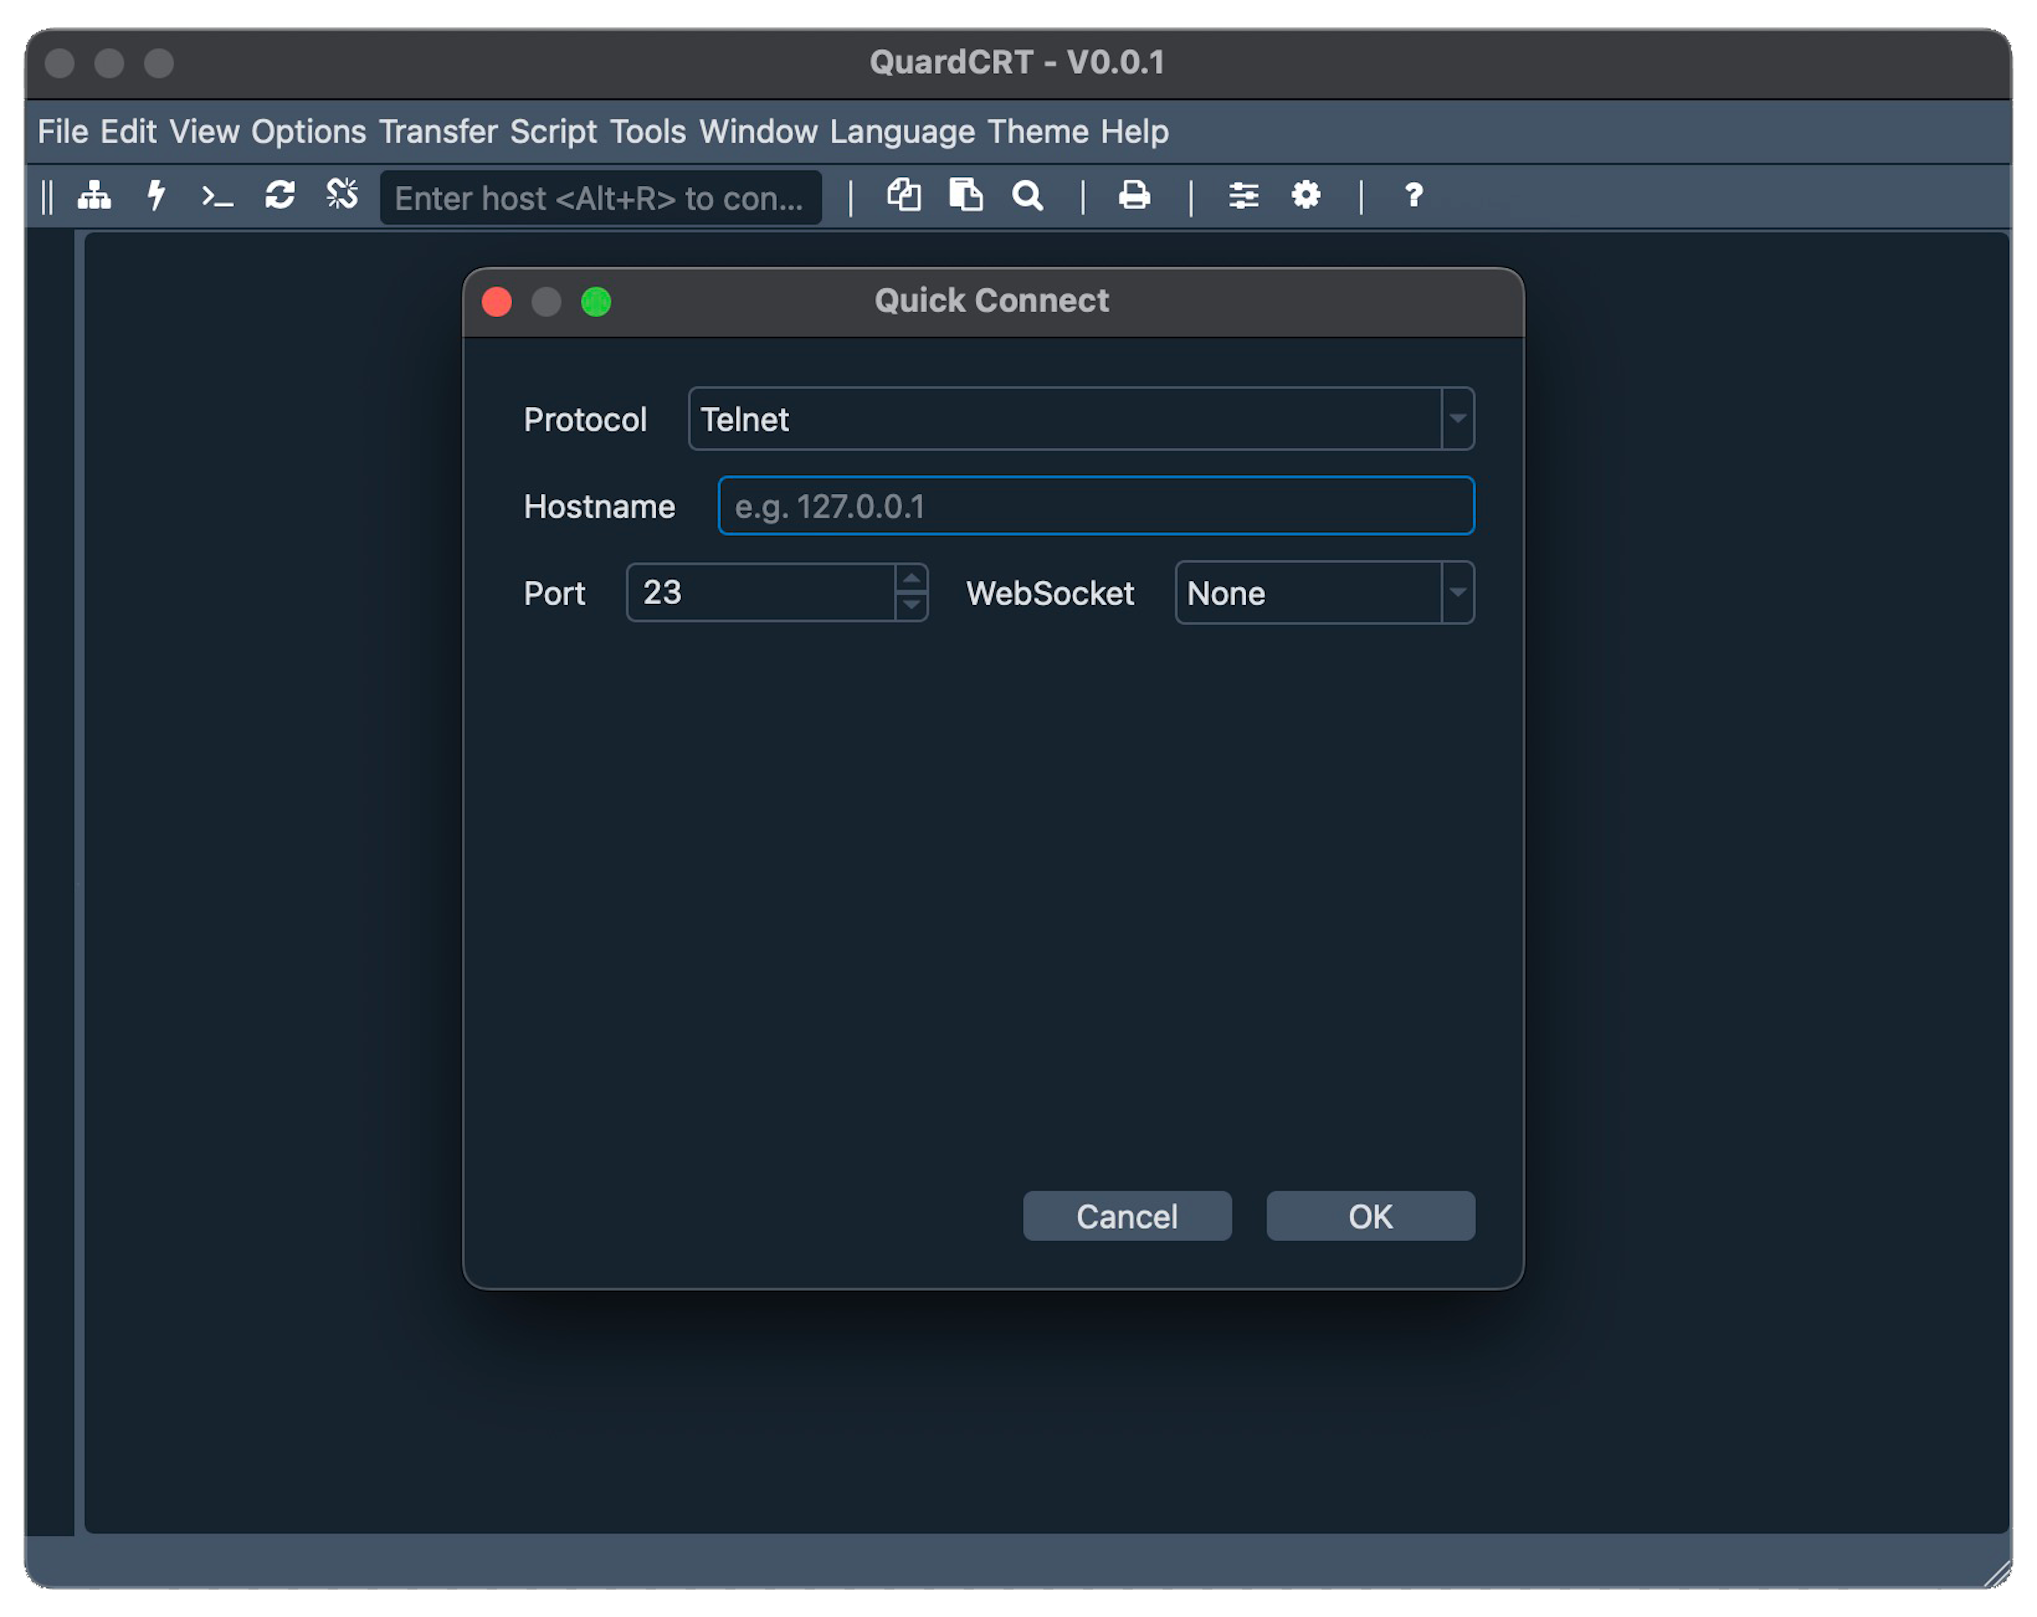 QuardCRT - V0.0.1
File Edit View Options Transfer Script Tools Window Language Theme Help
Enter host <Alt+R> to con...
Quick Connect
Protocol Telnet
Hostname e.g. 127.0.0.1
Port 23 WebSocket None
Cancel OK